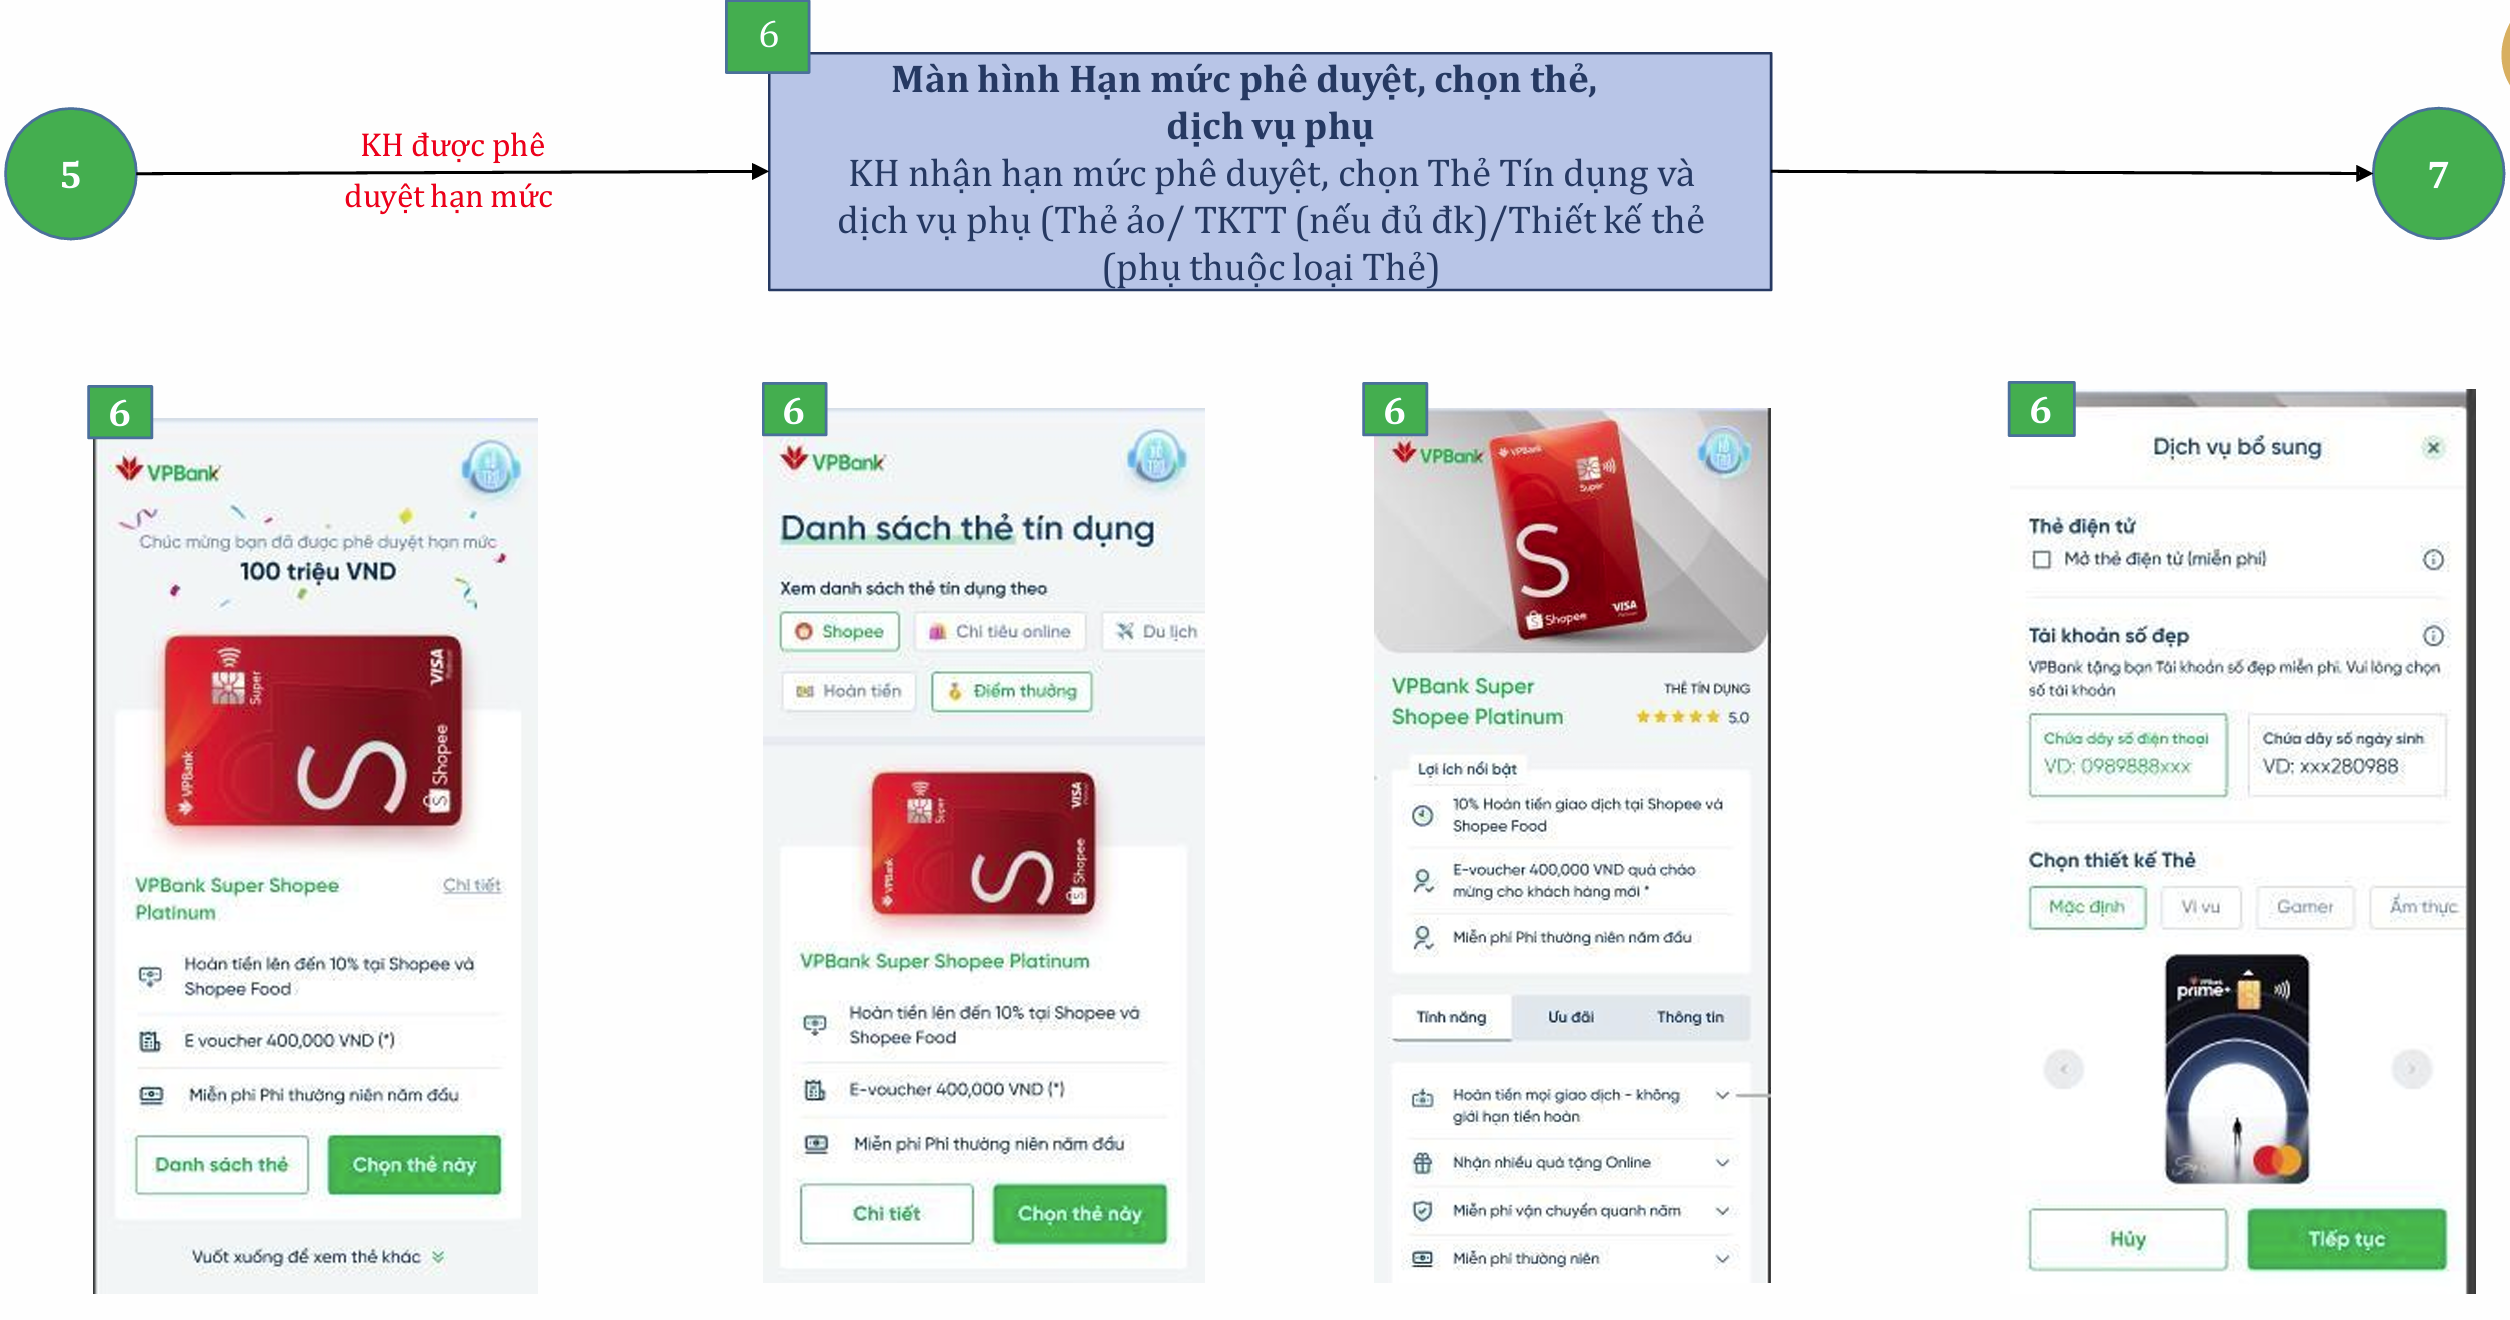 6
Màn hình Hạn mức phê duyệt, chọn thẻ,
dịch vụ phụ
KH nhận hạn mức phê duyệt, chọn Thẻ Tín dụng và
dịch vụ phụ (Thẻ ảo/ TKTT (nếu đủ đk)/Thiết kế thẻ
(phụ thuộc loại Thẻ)
5
KH được phê
duyệt hạn mức
7
6
VPBank
Chúc mừng bạn đã được phê duyệt hạn mức
100 triệu VND
Super
VISA
Platinum
VPBank
S
Shopee
VPBank Super Shopee
Platinum
Chi tiết
Hoàn tiền lên đến 10% tại Shopee và
Shopee Food
E voucher 400,000 VND (*)
Miễn phí Phí thường niên năm đầu
Danh sách thẻ
Chọn thẻ này
Vuốt xuống để xem thẻ khác
6
VPBank
Danh sách thẻ tín dụng
Xem danh sách thẻ tín dụng theo
Shopee
Chi tiêu online
Du lịch
Hoàn tiền
Điểm thưởng
Super
VISA
VPBank
S
Shopee
VPBank Super Shopee Platinum
Hoàn tiền lên đến 10% tại Shopee và
Shopee Food
E-voucher 400,000 VND (*)
Miễn phí Phí thường niên năm đầu
Chi tiết
Chọn thẻ này
6
VPBank
VPBank
Super
S
Shopee
VISA
VPBank Super
Shopee Platinum
THẺ TÍN DỤNG
5.0
Lợi ích nổi bật
10% Hoàn tiền giao dịch tại Shopee và
Shopee Food
E-voucher 400,000 VND quà chào
mừng cho khách hàng mới *
Miễn phí Phí thường niên năm đầu
Tính năng
Ưu đãi
Thông tin
Hoàn tiền mọi giao dịch - không
giới hạn tiền hoàn
Nhận nhiều quà tặng Online
Miễn phí vận chuyển quanh năm
Miễn phí thường niên
6
Dịch vụ bổ sung
Thẻ điện tử
Mở thẻ điện tử (miễn phí)
Tài khoản số đẹp
VPBank tặng bạn Tài khoản số đẹp miễn phí. Vui lòng chọn
số tài khoản
Chứa dãy số điện thoại
VD: 0989888xxx
Chứa dãy số ngày sinh
VD: xxx280988
Chọn thiết kế Thẻ
Mặc định
Vi vu
Gamer
Ẩm thực
VPBank
prime+
Hủy
Tiếp tục